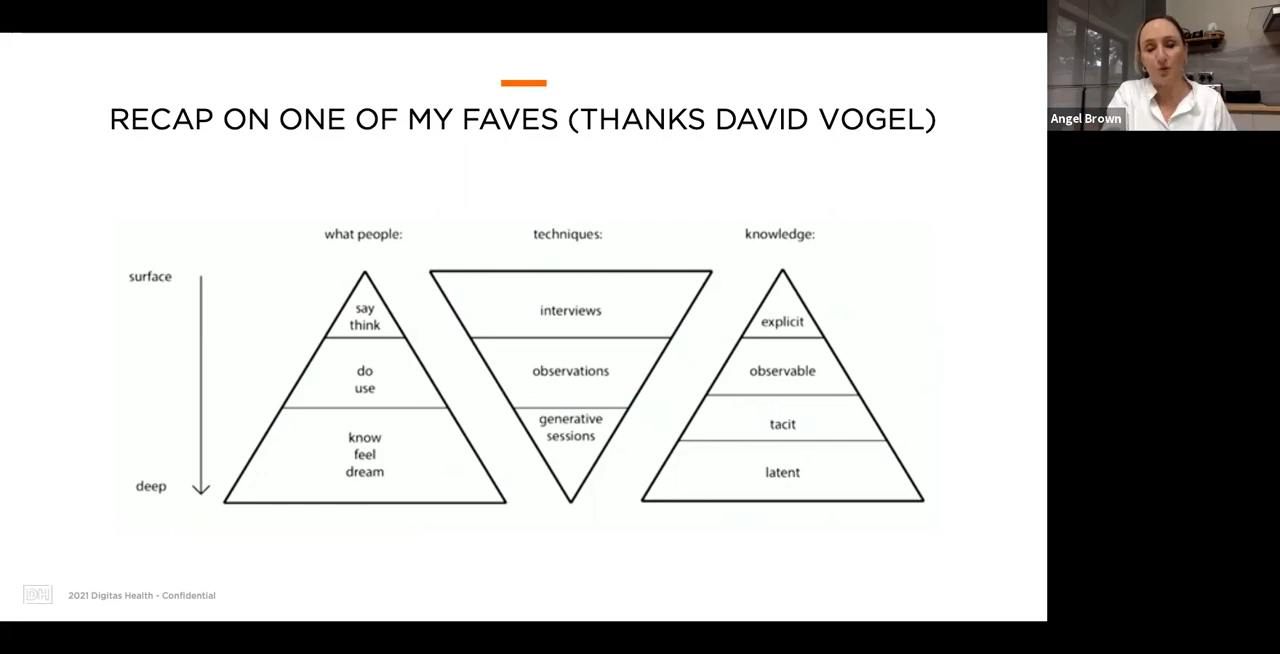 RECAP ON ONE OF MY FAVES (THANKS DAVID VOGEL)
Angel Brown
what people:
techniques:
knowledge:
surface
deep
say
think
do
use
know
feel
dream
interviews
observations
generative
sessions
explicit
observable
tacit
latent
DH
2021 Digitas Health - Confidential